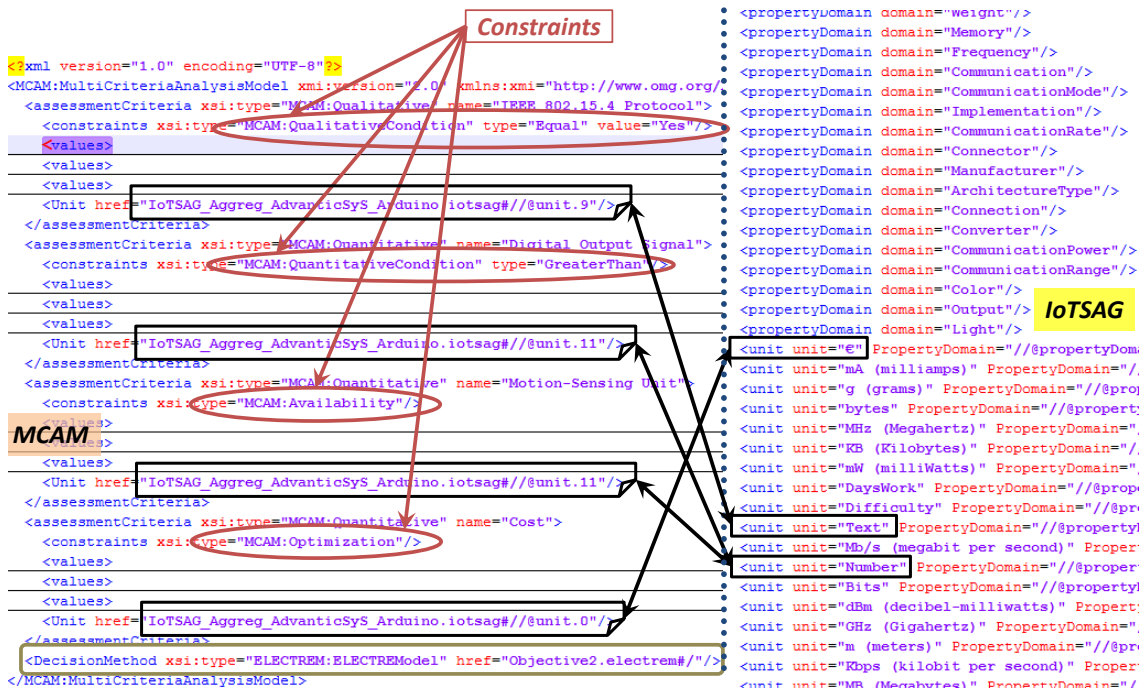 Constraints
<?xml version="1.0" encoding="UTF-8"?>
<MCAM:MultiCriteriaAnalysisModel xmi:version="2.0" xmlns:xmi="http://www.omg.org/
<assessmentCriteria xsi:type="MCAM:Qualitative" name="IEEE 802.15.4 Protocol">
<constraints xsi:type="MCAM:QualitativeCondition" type="Equal" value="Yes"/>
<values>
<values>
<values>
<Unit href="IoTSAG_Aggreg_AdvanticSyS_Arduino.iotsag#//@unit.9"/>
</assessmentCriteria>
<assessmentCriteria xsi:type="MCAM:Quantitative" name="Digital Output Signal">
<constraints xsi:type="MCAM:QuantitativeCondition" type="GreaterThan"/>
<values>
<values>
<values>
<Unit href="IoTSAG_Aggreg_AdvanticSyS_Arduino.iotsag#//@unit.11"/>
</assessmentCriteria>
<assessmentCriteria xsi:type="MCAM:Quantitative" name="Motion-Sensing Unit">
<constraints xsi:type="MCAM:Availability"/>
<values>
MCAM
<values>
<values>
<Unit href="IoTSAG_Aggreg_AdvanticSyS_Arduino.iotsag#//@unit.11"/>
</assessmentCriteria>
<assessmentCriteria xsi:type="MCAM:Quantitative" name="Cost">
<constraints xsi:type="MCAM:Optimization"/>
<values>
<values>
<values>
<Unit href="IoTSAG_Aggreg_AdvanticSyS_Arduino.iotsag#//@unit.0"/>
</assessmentCriteria>
<DecisionMethod xsi:type="ELECTREM:ELECTREModel" href="Objective2.electrem#/"/>
</MCAM:MultiCriteriaAnalysisModel>
<propertyDomain domain="Weight"/>
<propertyDomain domain="Memory"/>
<propertyDomain domain="Frequency"/>
<propertyDomain domain="Communication"/>
<propertyDomain domain="CommunicationMode"/>
<propertyDomain domain="Implementation"/>
<propertyDomain domain="CommunicationRate"/>
<propertyDomain domain="Connector"/>
<propertyDomain domain="Manufacturer"/>
<propertyDomain domain="ArchitectureType"/>
<propertyDomain domain="Connection"/>
<propertyDomain domain="Converter"/>
<propertyDomain domain="CommunicationPower"/>
<propertyDomain domain="CommunicationRange"/>
<propertyDomain domain="Color"/>
<propertyDomain domain="Output"/>
IoTSAG
<propertyDomain domain="Light"/>
<unit unit="€" PropertyDomain="//@propertyDoma
<unit unit="mA (milliamps)" PropertyDomain="//
<unit unit="g (grams)" PropertyDomain="//@prop
<unit unit="bytes" PropertyDomain="//@property
<unit unit="MHz (Megahertz)" PropertyDomain="/
<unit unit="KB (Kilobytes)" PropertyDomain="//
<unit unit="mW (milliWatts)" PropertyDomain="/
<unit unit="DaysWork" PropertyDomain="//@prope
<unit unit="Difficulty" PropertyDomain="//@pro
<unit unit="Text" PropertyDomain="//@property
<unit unit="Mb/s (megabit per second)" Propert
<unit unit="Number" PropertyDomain="//@propert
<unit unit="Bits" PropertyDomain="//@property
<unit unit="dBm (decibel-milliwatts)" Property
<unit unit="GHz (Gigahertz)" PropertyDomain="/
<unit unit="m (meters)" PropertyDomain="//@pro
<unit unit="Kbps (kilobit per second)" Propert
<unit unit="MB (Megabytes)" PropertyDomain="//